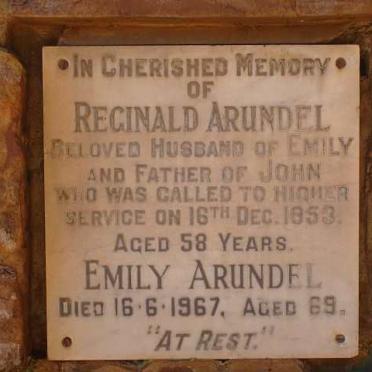 In Cherished Memory
of
Reginald Arundel
Beloved Husband of Emily
and Father of John
who was called to higher
service on 16th Dec. 1953.
Aged 58 Years.
Emily Arundel
Died 16·6·1967, Aged 69.
"At Rest."